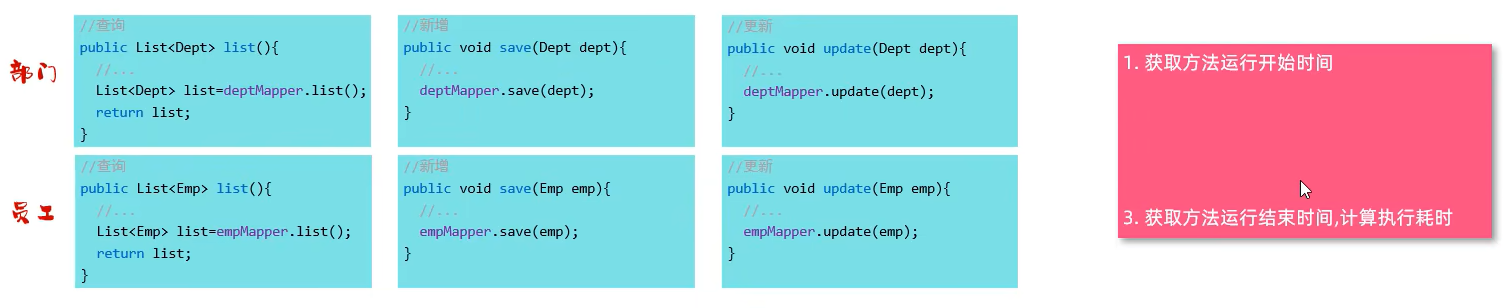 部门
//查询
public List<Dept> list(){
//...
List<Dept> list=deptMapper.list();
return list;
}
//新增
public void save(Dept dept){
//...
deptMapper.save(dept);
}
//更新
public void update(Dept dept){
//...
deptMapper.update(dept);
}
员工
//查询
public List<Emp> list(){
//...
List<Emp> list=empMapper.list();
return list;
}
//新增
public void save(Emp emp){
//...
empMapper.save(emp);
}
//更新
public void update(Emp emp){
//...
empMapper.update(emp);
}
1. 获取方法运行开始时间
3. 获取方法运行结束时间,计算执行耗时